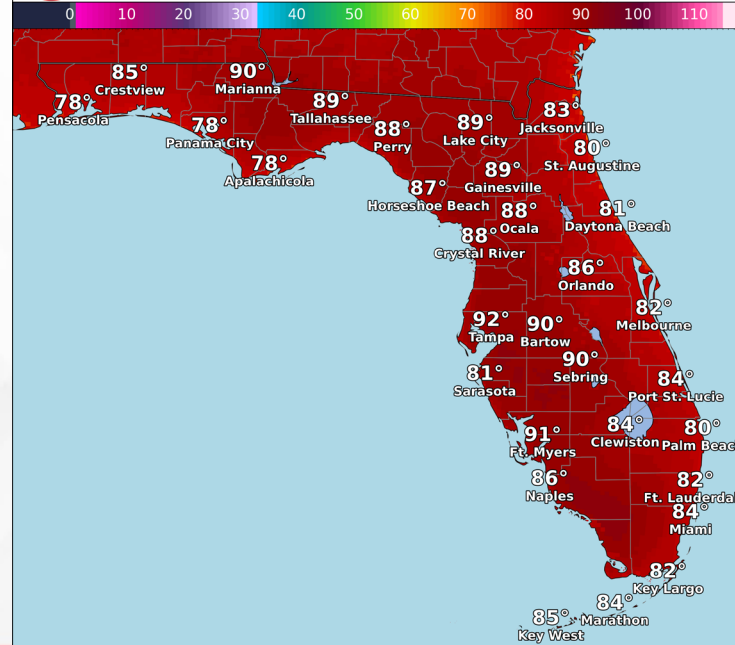 0 10 20 30 40 50 60 70 80 90 100 110
85°
Crestview
90°
Marianna
78°
Pensacola
89°
Tallahassee
83°
Jacksonville
78°
Panama City
88°
Perry
89°
Lake City
80°
St. Augustine
78°
Apalachicola
89°
Gainesville
87°
Horseshoe Beach
88°
Ocala
81°
Daytona Beach
88°
Crystal River
86°
Orlando
82°
Melbourne
92°
Tampa
90°
Bartow
90°
Sebring
81°
Sarasota
84°
Port St. Lucie
84°
Clewiston
80°
Palm Beac
91°
Ft. Myers
86°
Naples
82°
Ft. Lauderdal
84°
Miami
82°
Key Largo
84°
Marathon
85°
Key West